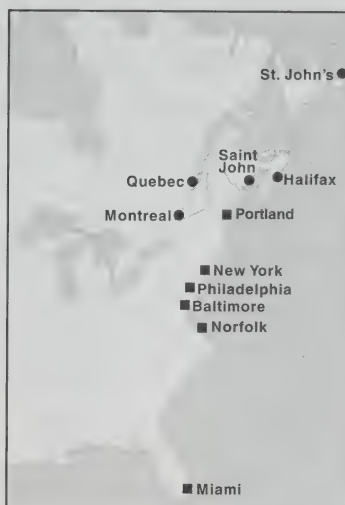 St. John's
Saint
John
Quebec
Halifax
Montreal
Portland
New York
Philadelphia
Baltimore
Norfolk
Miami